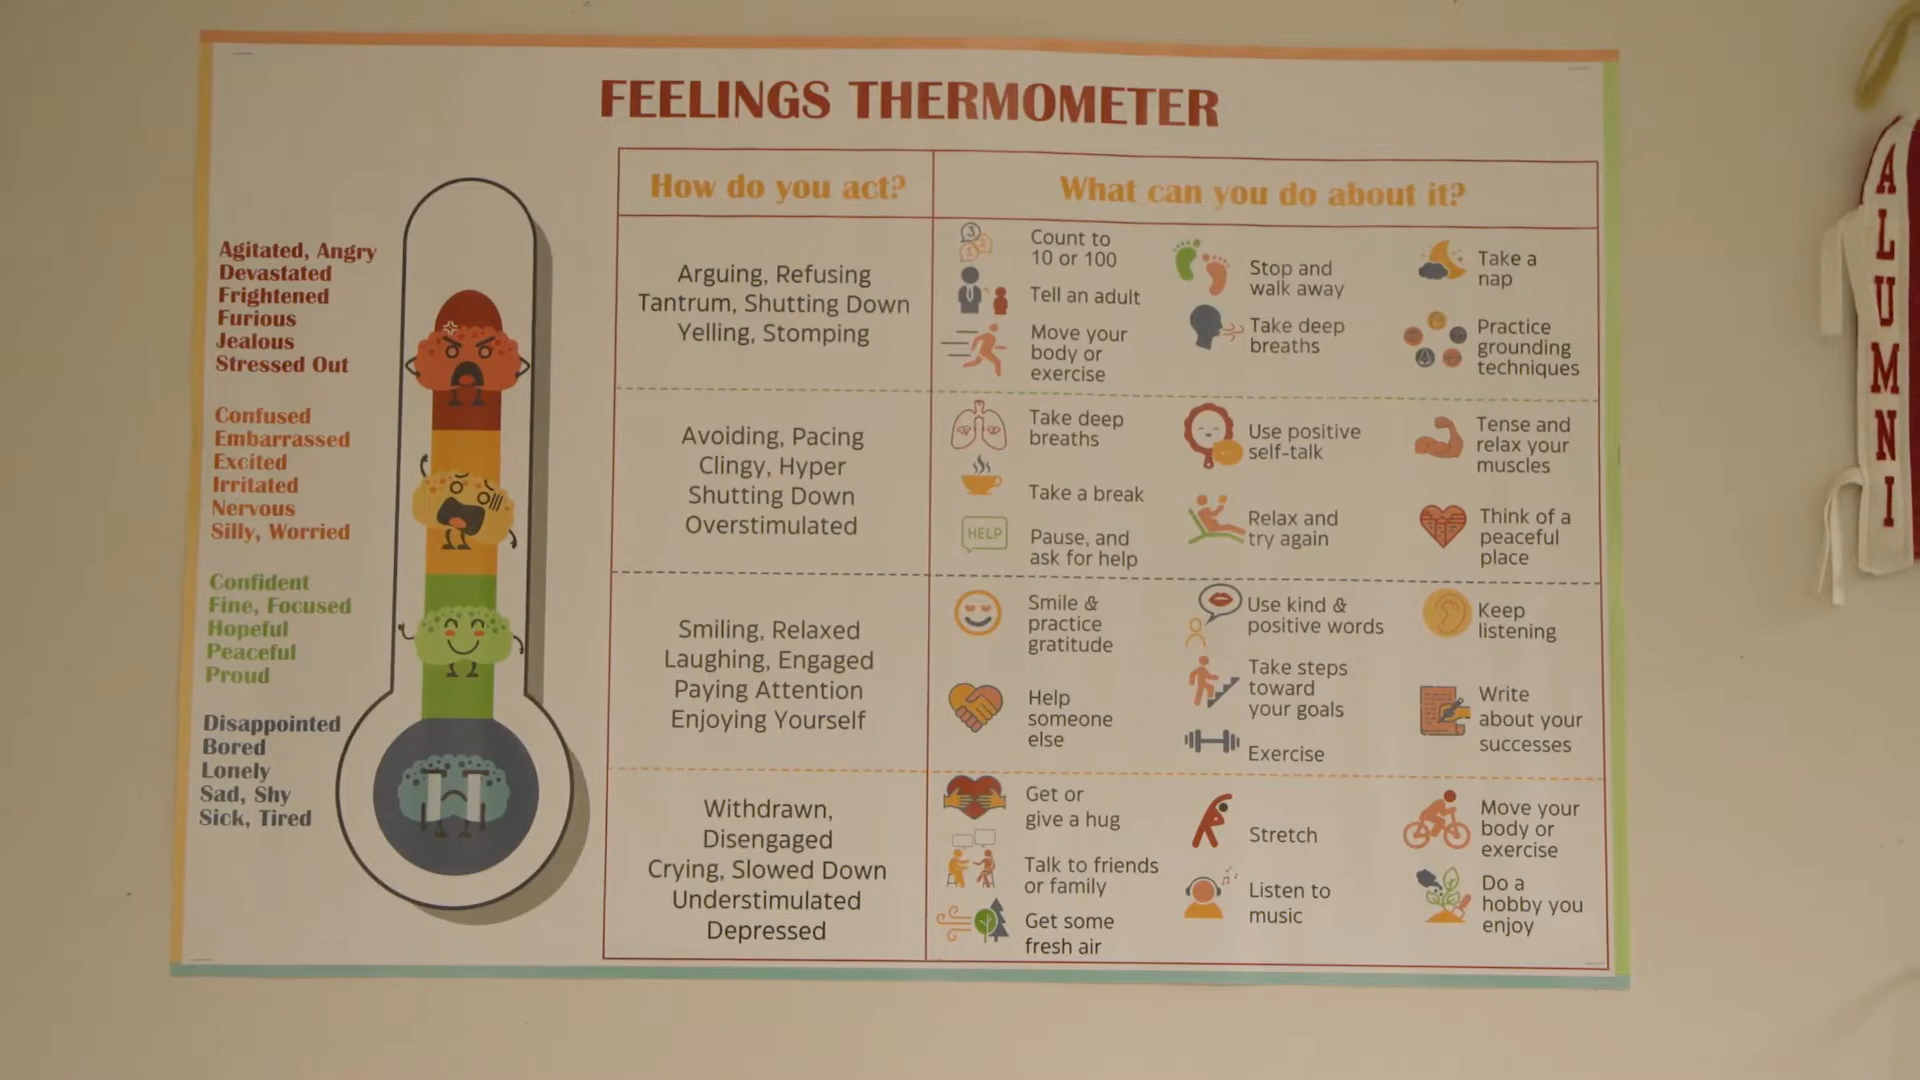 FEELINGS THERMOMETER
Agitated, Angry
Devastated
Frightened
Furious
Jealous
Stressed Out
Confused
Embarrassed
Excited
Irritated
Nervous
Silly, Worried
Confident
Fine, Focused
Hopeful
Peaceful
Proud
Disappointed
Bored
Lonely
Sad, Shy
Sick, Tired
How do you act?
What can you do about it?
Arguing, Refusing
Tantrum, Shutting Down
Yelling, Stomping
3
1
2
Count to
10 or 100
Tell an adult
Move your
body or
exercise
Stop and
walk away
Take deep
breaths
Take a
nap
Practice
grounding
techniques
Avoiding, Pacing
Clingy, Hyper
Shutting Down
Overstimulated
Take deep
breaths
Take a break
HELP
Pause, and
ask for help
Use positive
self-talk
Relax and
try again
Tense and
relax your
muscles
Think of a
peaceful
place
Smiling, Relaxed
Laughing, Engaged
Paying Attention
Enjoying Yourself
Smile &
practice
gratitude
Help
someone
else
Use kind &
positive words
Take steps
toward
your goals
Exercise
Keep
listening
Write
about your
successes
Withdrawn,
Disengaged
Crying, Slowed Down
Understimulated
Depressed
Get or
give a hug
Talk to friends
or family
Get some
fresh air
Stretch
Listen to
music
Move your
body or
exercise
Do a
hobby you
enjoy
ALUMNI